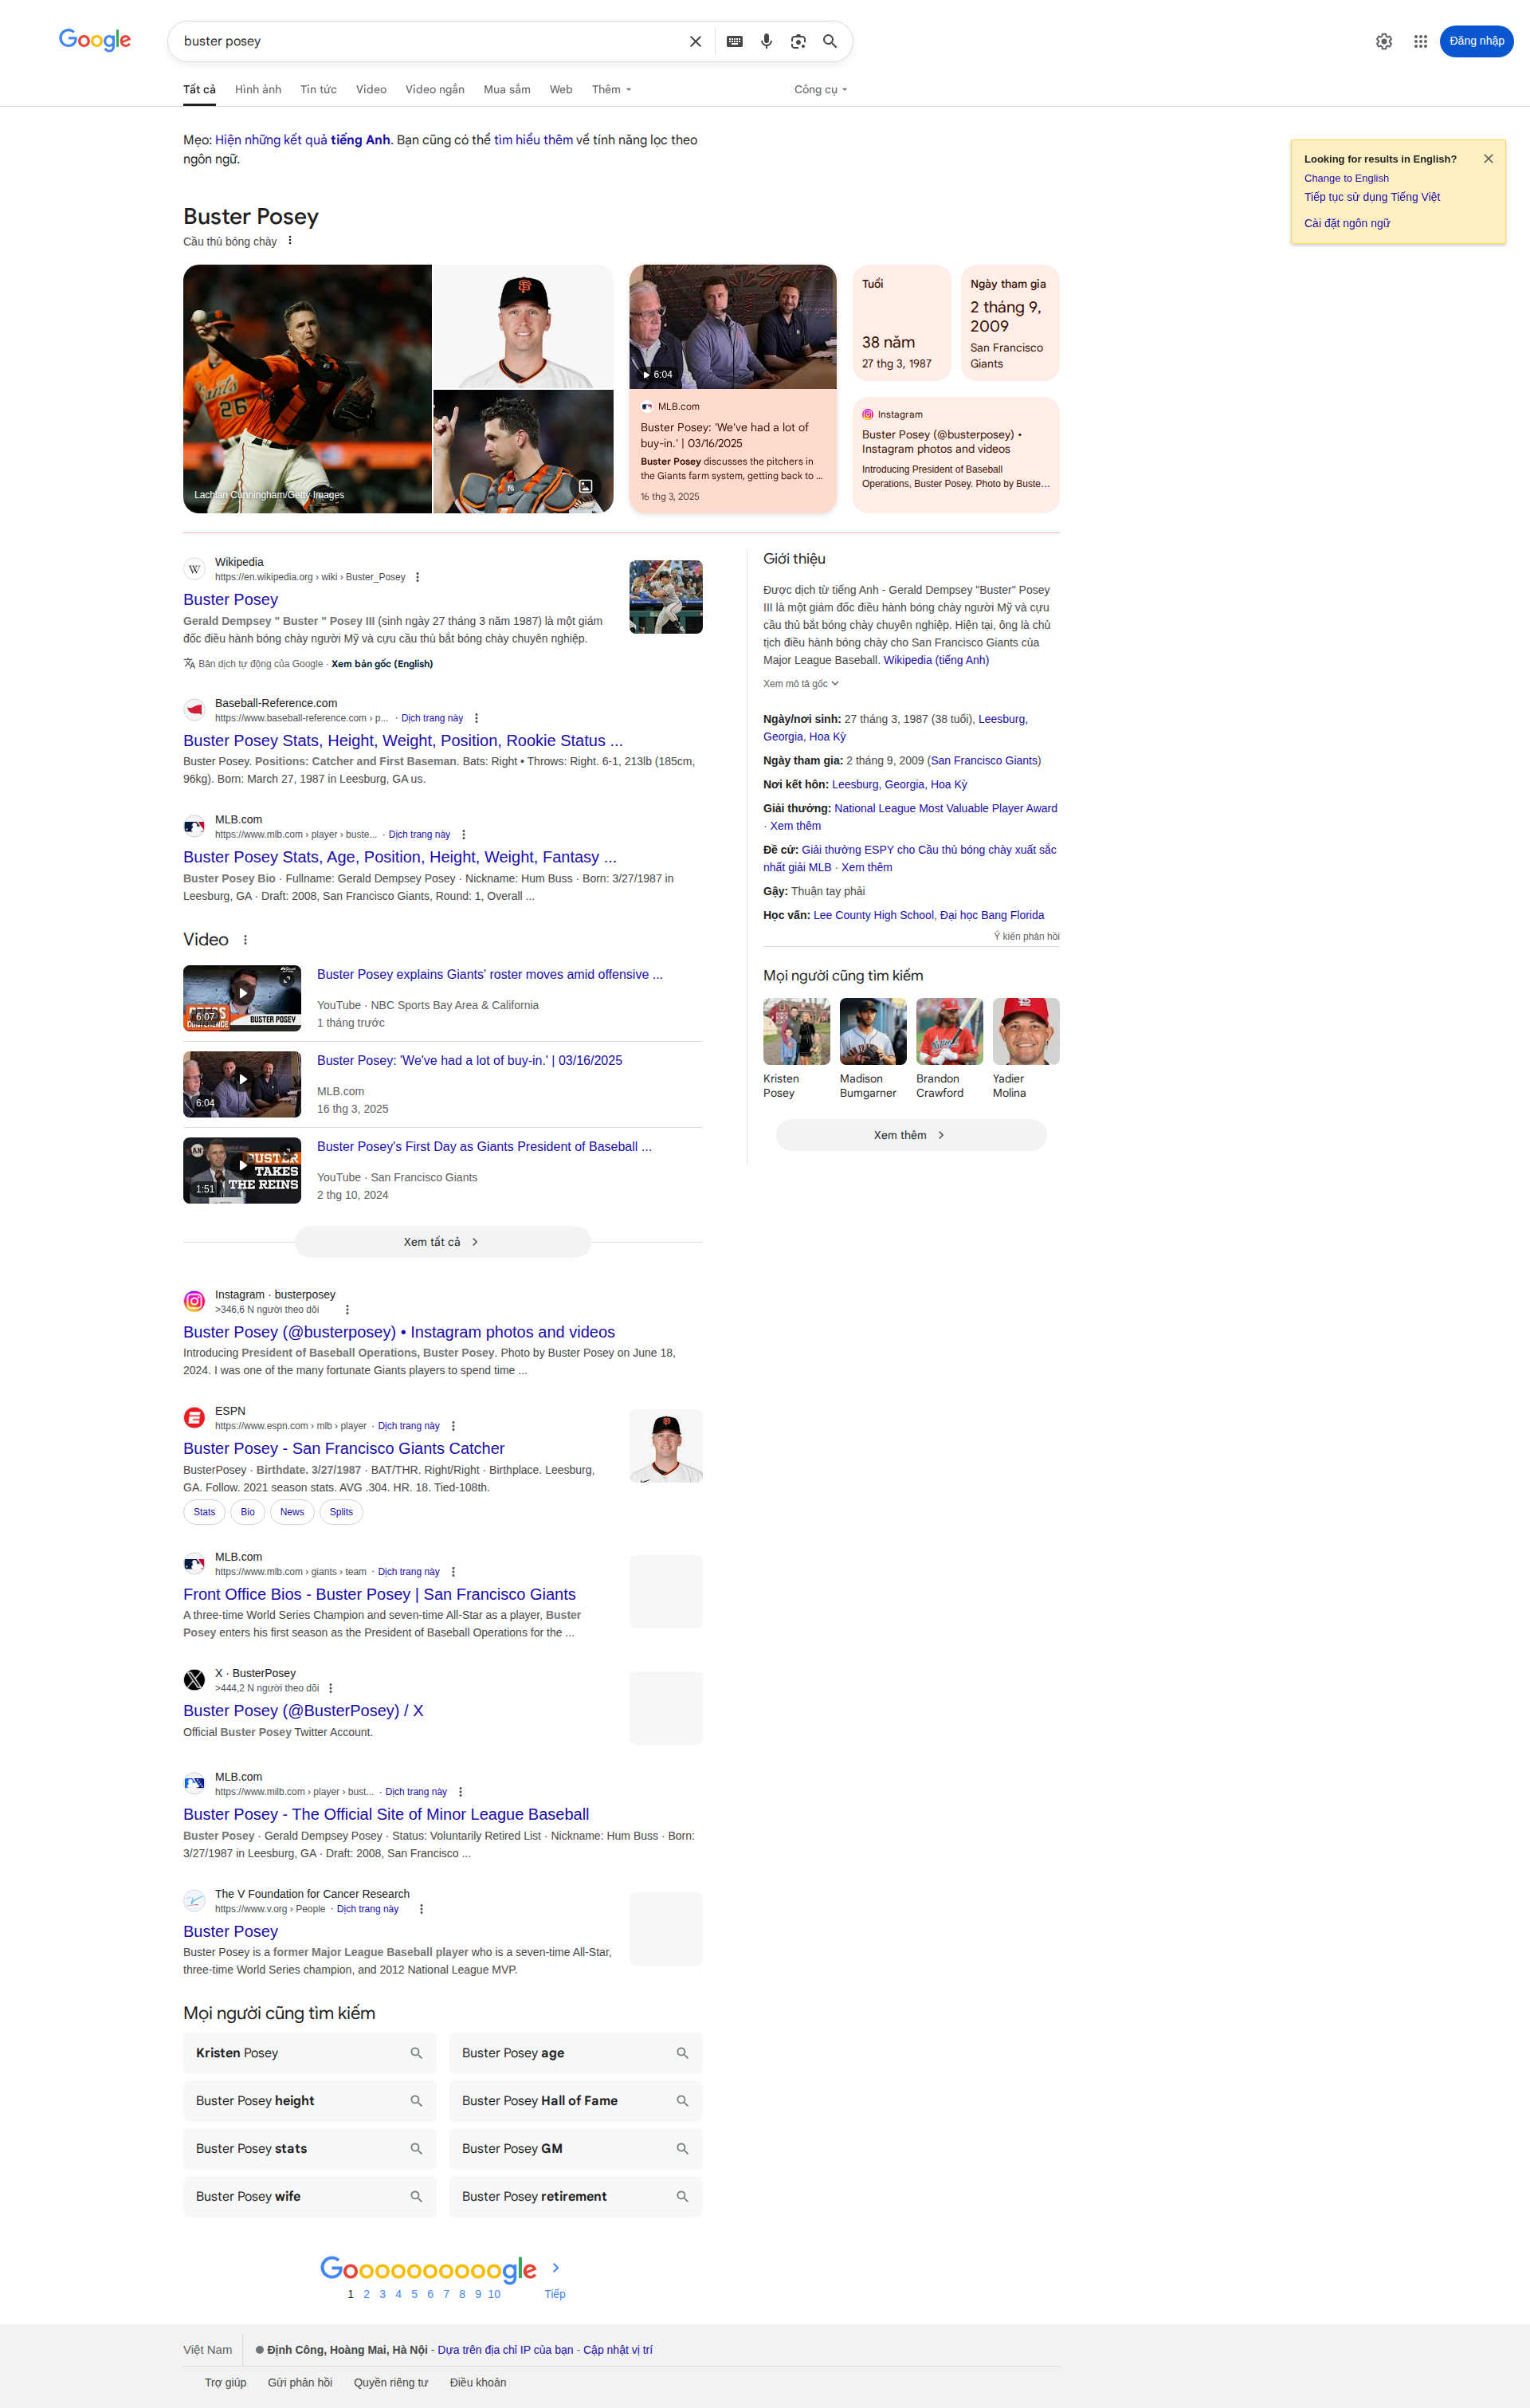 Google
buster posey
Đăng nhập
Tất cả
Hình ảnh
Tin tức
Video
Video ngắn
Mua sắm
Web
Thêm
Công cụ
Mẹo: Hiện những kết quả tiếng Anh. Bạn cũng có thể tìm hiểu thêm về tính năng lọc theo
ngôn ngữ.
Looking for results in English?
Change to English
Tiếp tục sử dụng Tiếng Việt
Cài đặt ngôn ngữ
Buster Posey
Cầu thủ bóng chày
Lachlan Cunningham/Getty Images
6:04
MLB.com
Buster Posey: 'We've had a lot of
buy-in.' | 03/16/2025
Buster Posey discusses the pitchers in
the Giants farm system, getting back to ...
16 thg 3, 2025
Tuổi
38 năm
27 thg 3, 1987
Ngày tham gia
2 tháng 9,
2009
San Francisco
Giants
Instagram
Buster Posey (@busterposey) •
Instagram photos and videos
Introducing President of Baseball
Operations, Buster Posey. Photo by Buste...
Wikipedia
https://en.wikipedia.org › wiki › Buster_Posey
Buster Posey
Gerald Dempsey " Buster " Posey III (sinh ngày 27 tháng 3 năm 1987) là một giám
đốc điều hành bóng chày người Mỹ và cựu cầu thủ bắt bóng chày chuyên nghiệp.
Bản dịch tự động của Google · Xem bản gốc (English)
Baseball-Reference.com
https://www.baseball-reference.com › p... · Dịch trang này
Buster Posey Stats, Height, Weight, Position, Rookie Status ...
Buster Posey. Positions: Catcher and First Baseman. Bats: Right • Throws: Right. 6-1, 213lb (185cm,
96kg). Born: March 27, 1987 in Leesburg, GA us.
MLB.com
https://www.mlb.com › player › buste... · Dịch trang này
Buster Posey Stats, Age, Position, Height, Weight, Fantasy ...
Buster Posey Bio · Fullname: Gerald Dempsey Posey · Nickname: Hum Buss · Born: 3/27/1987 in
Leesburg, GA · Draft: 2008, San Francisco Giants, Round: 1, Overall ...
Video
6:07
BUSTER POSEY
Buster Posey explains Giants' roster moves amid offensive ...
YouTube · NBC Sports Bay Area & California
1 tháng trước
6:04
Buster Posey: 'We've had a lot of buy-in.' | 03/16/2025
MLB.com
16 thg 3, 2025
BUSTER
TAKES
THE REINS
1:51
Buster Posey's First Day as Giants President of Baseball ...
YouTube · San Francisco Giants
2 thg 10, 2024
Xem tất cả
Instagram · busterposey
>346,6 N người theo dõi
Buster Posey (@busterposey) • Instagram photos and videos
Introducing President of Baseball Operations, Buster Posey. Photo by Buster Posey on June 18,
2024. I was one of the many fortunate Giants players to spend time ...
ESPN
https://www.espn.com › mlb › player · Dịch trang này
Buster Posey - San Francisco Giants Catcher
BusterPosey · Birthdate. 3/27/1987 · BAT/THR. Right/Right · Birthplace. Leesburg,
GA. Follow. 2021 season stats. AVG .304. HR. 18. Tied-108th.
Stats
Bio
News
Splits
MLB.com
https://www.mlb.com › giants › team · Dịch trang này
Front Office Bios - Buster Posey | San Francisco Giants
A three-time World Series Champion and seven-time All-Star as a player, Buster
Posey enters his first season as the President of Baseball Operations for the ...
X · BusterPosey
>444,2 N người theo dõi
Buster Posey (@BusterPosey) / X
Official Buster Posey Twitter Account.
MLB.com
https://www.milb.com › player › bust... · Dịch trang này
Buster Posey - The Official Site of Minor League Baseball
Buster Posey · Gerald Dempsey Posey · Status: Voluntarily Retired List · Nickname: Hum Buss · Born:
3/27/1987 in Leesburg, GA · Draft: 2008, San Francisco ...
The V Foundation for Cancer Research
https://www.v.org › People · Dịch trang này
Buster Posey
Buster Posey is a former Major League Baseball player who is a seven-time All-Star,
three-time World Series champion, and 2012 National League MVP.
Giới thiệu
Được dịch từ tiếng Anh - Gerald Dempsey "Buster" Posey
III là một giám đốc điều hành bóng chày người Mỹ và cựu
cầu thủ bắt bóng chày chuyên nghiệp. Hiện tại, ông là chủ
tịch điều hành bóng chày cho San Francisco Giants của
Major League Baseball. Wikipedia (tiếng Anh)
Xem mô tả gốc
Ngày/nơi sinh: 27 tháng 3, 1987 (38 tuổi), Leesburg,
Georgia, Hoa Kỳ
Ngày tham gia: 2 tháng 9, 2009 (San Francisco Giants)
Nơi kết hôn: Leesburg, Georgia, Hoa Kỳ
Giải thưởng: National League Most Valuable Player Award
· Xem thêm
Đề cử: Giải thưởng ESPY cho Cầu thủ bóng chày xuất sắc
nhất giải MLB · Xem thêm
Gậy: Thuận tay phải
Học vấn: Lee County High School, Đại học Bang Florida
Ý kiến phản hồi
Mọi người cũng tìm kiếm
Kristen
Posey
Madison
Bumgarner
Brandon
Crawford
Yadier
Molina
Xem thêm
Mọi người cũng tìm kiếm
Kristen Posey
Buster Posey age
Buster Posey height
Buster Posey Hall of Fame
Buster Posey stats
Buster Posey GM
Buster Posey wife
Buster Posey retirement
Goooooooooogle
1 2 3 4 5 6 7 8 9 10 Tiếp
Việt Nam
Định Công, Hoàng Mai, Hà Nội - Dựa trên địa chỉ IP của bạn - Cập nhật vị trí
Trợ giúp
Gửi phản hồi
Quyền riêng tư
Điều khoản